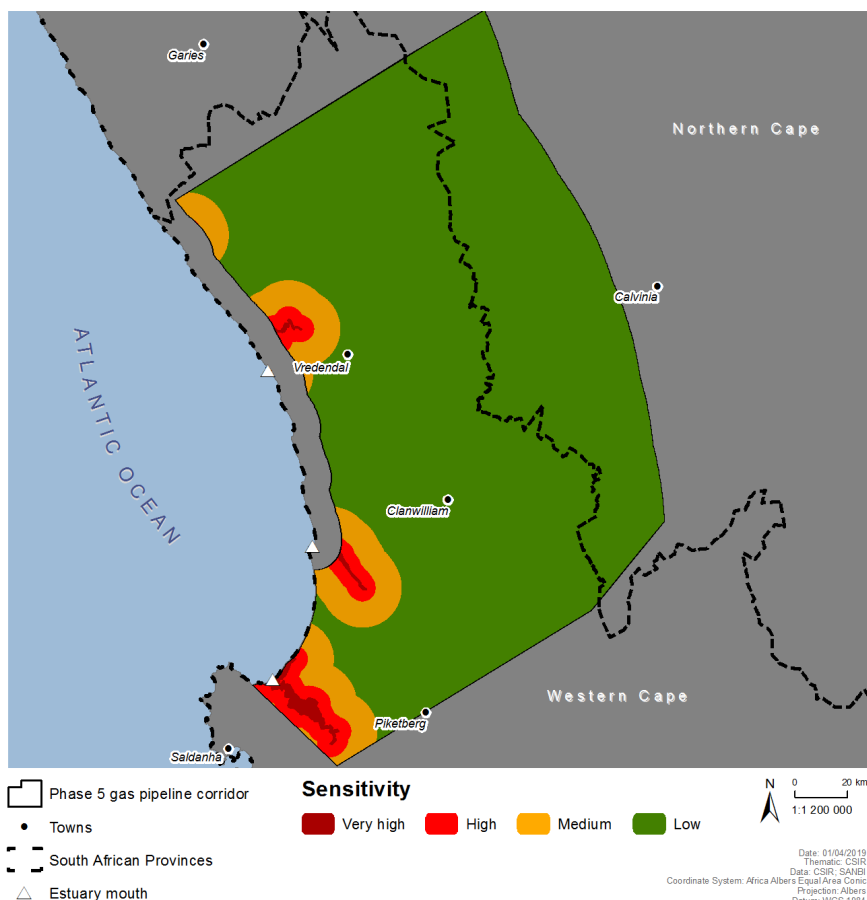 Garies
Northern Cape
Calvinia
ATLANTIC OCEAN
Vredendal
Clanwilliam
Western Cape
Piketberg
Saldanha
Phase 5 gas pipeline corridor
Towns
South African Provinces
Estuary mouth
Sensitivity
Very high
High
Medium
Low
N
0 20 km
1:1 200 000
Date: 01/04/2019
Thematic: CSIR
Data: CSIR; SANBI
Coordinate System: Africa Albers Equal Area Conic
Projection: Albers